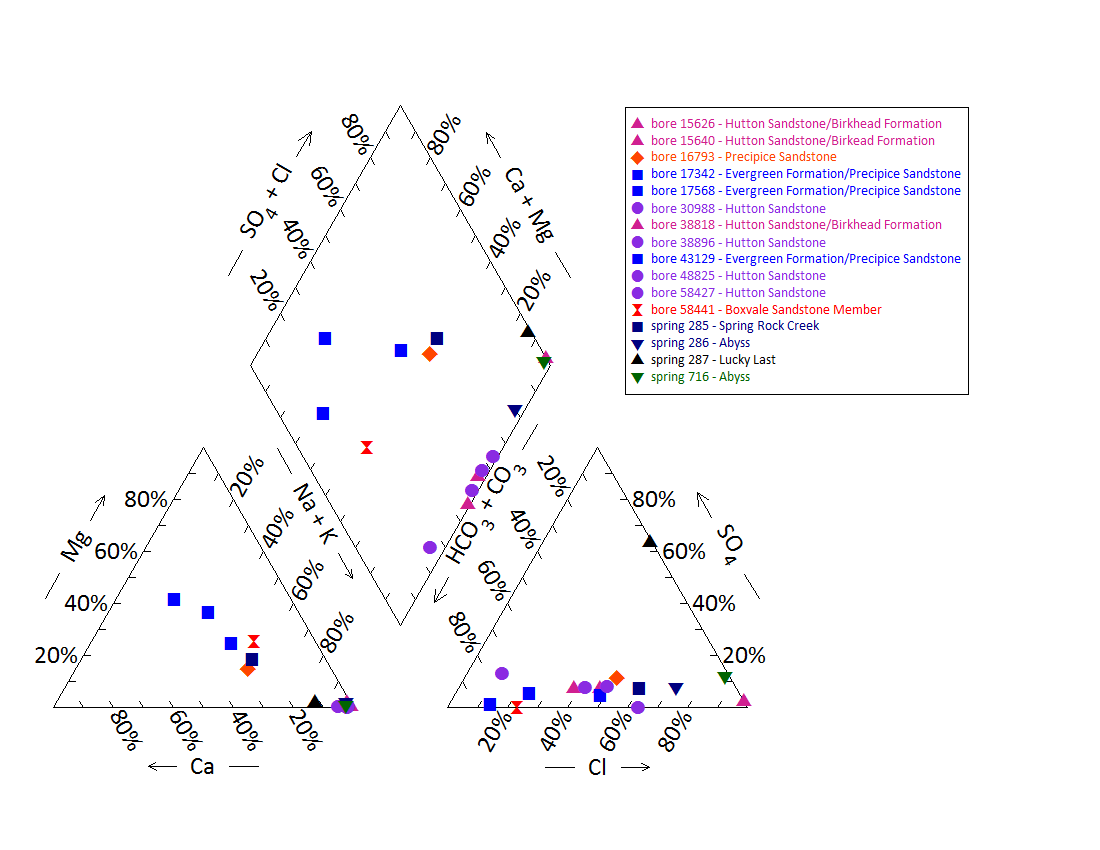 80%
80%
60%
60%
40%
40%
20%
20%
SO4 + Cl
Ca + Mg
bore 15626 - Hutton Sandstone/Birkhead Formation
bore 15640 - Hutton Sandstone/Birkead Formation
bore 16793 - Precipice Sandstone
bore 17342 - Evergreen Formation/Precipice Sandstone
bore 17568 - Evergreen Formation/Precipice Sandstone
bore 30988 - Hutton Sandstone
bore 38818 - Hutton Sandstone/Birkhead Formation
bore 38896 - Hutton Sandstone
bore 43129 - Evergreen Formation/Precipice Sandstone
bore 48825 - Hutton Sandstone
bore 58427 - Hutton Sandstone
bore 58441 - Boxvale Sandstone Member
spring 285 - Spring Rock Creek
spring 286 - Abyss
spring 287 - Lucky Last
spring 716 - Abyss
Na + K
HCO3 + CO3
80%
60%
40%
20%
Mg
20%
40%
60%
80%
80%
60%
40%
20%
Ca
20%
40%
60%
80%
80%
60%
40%
20%
SO4
20%
40%
60%
80%
Cl